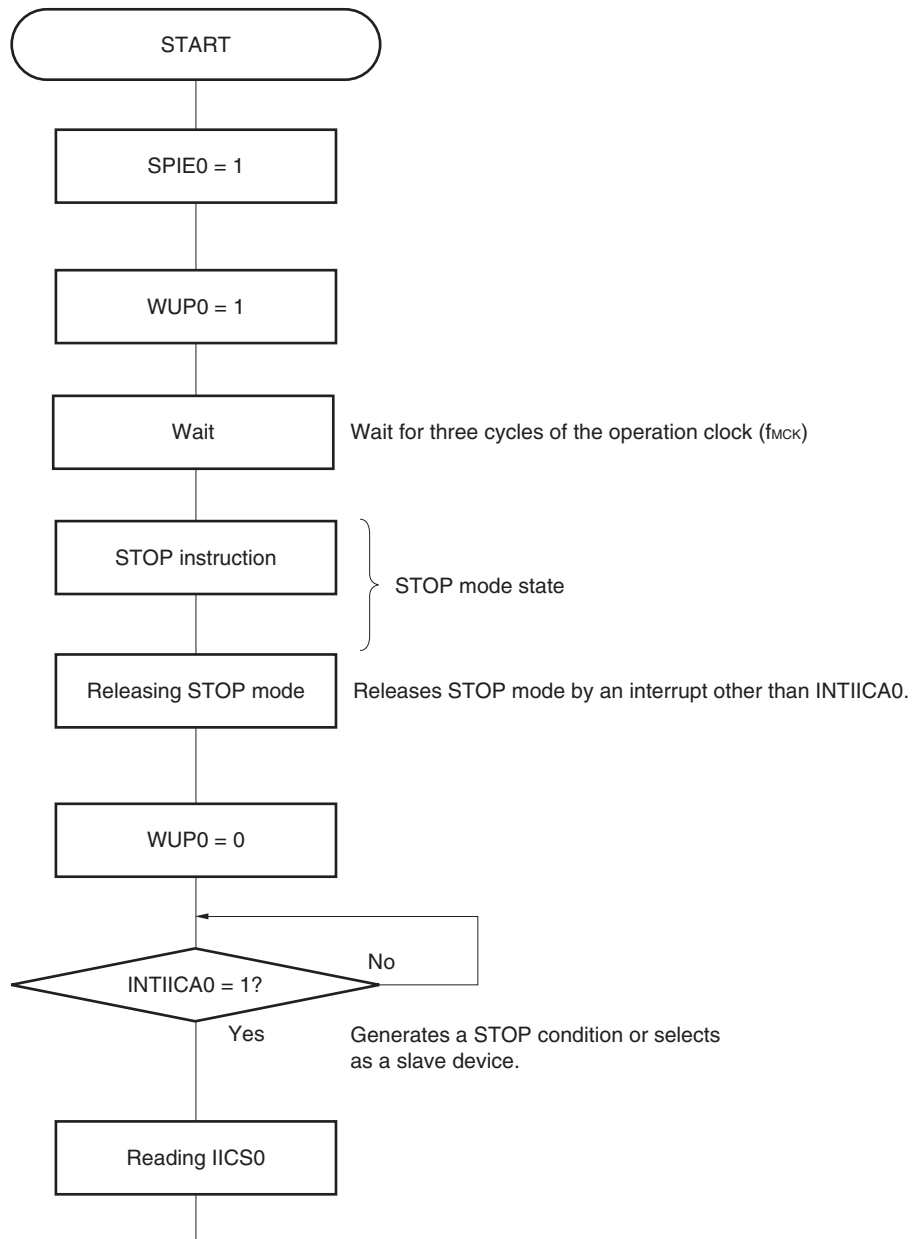 START
SPIE0 = 1
WUP0 = 1
Wait
Wait for three cycles of the operation clock (fMCK)
STOP instruction
STOP mode state
Releasing STOP mode
Releases STOP mode by an interrupt other than INTIICA0.
WUP0 = 0
No
INTIICA0 = 1?
Yes
Generates a STOP condition or selects
as a slave device.
Reading IICS0